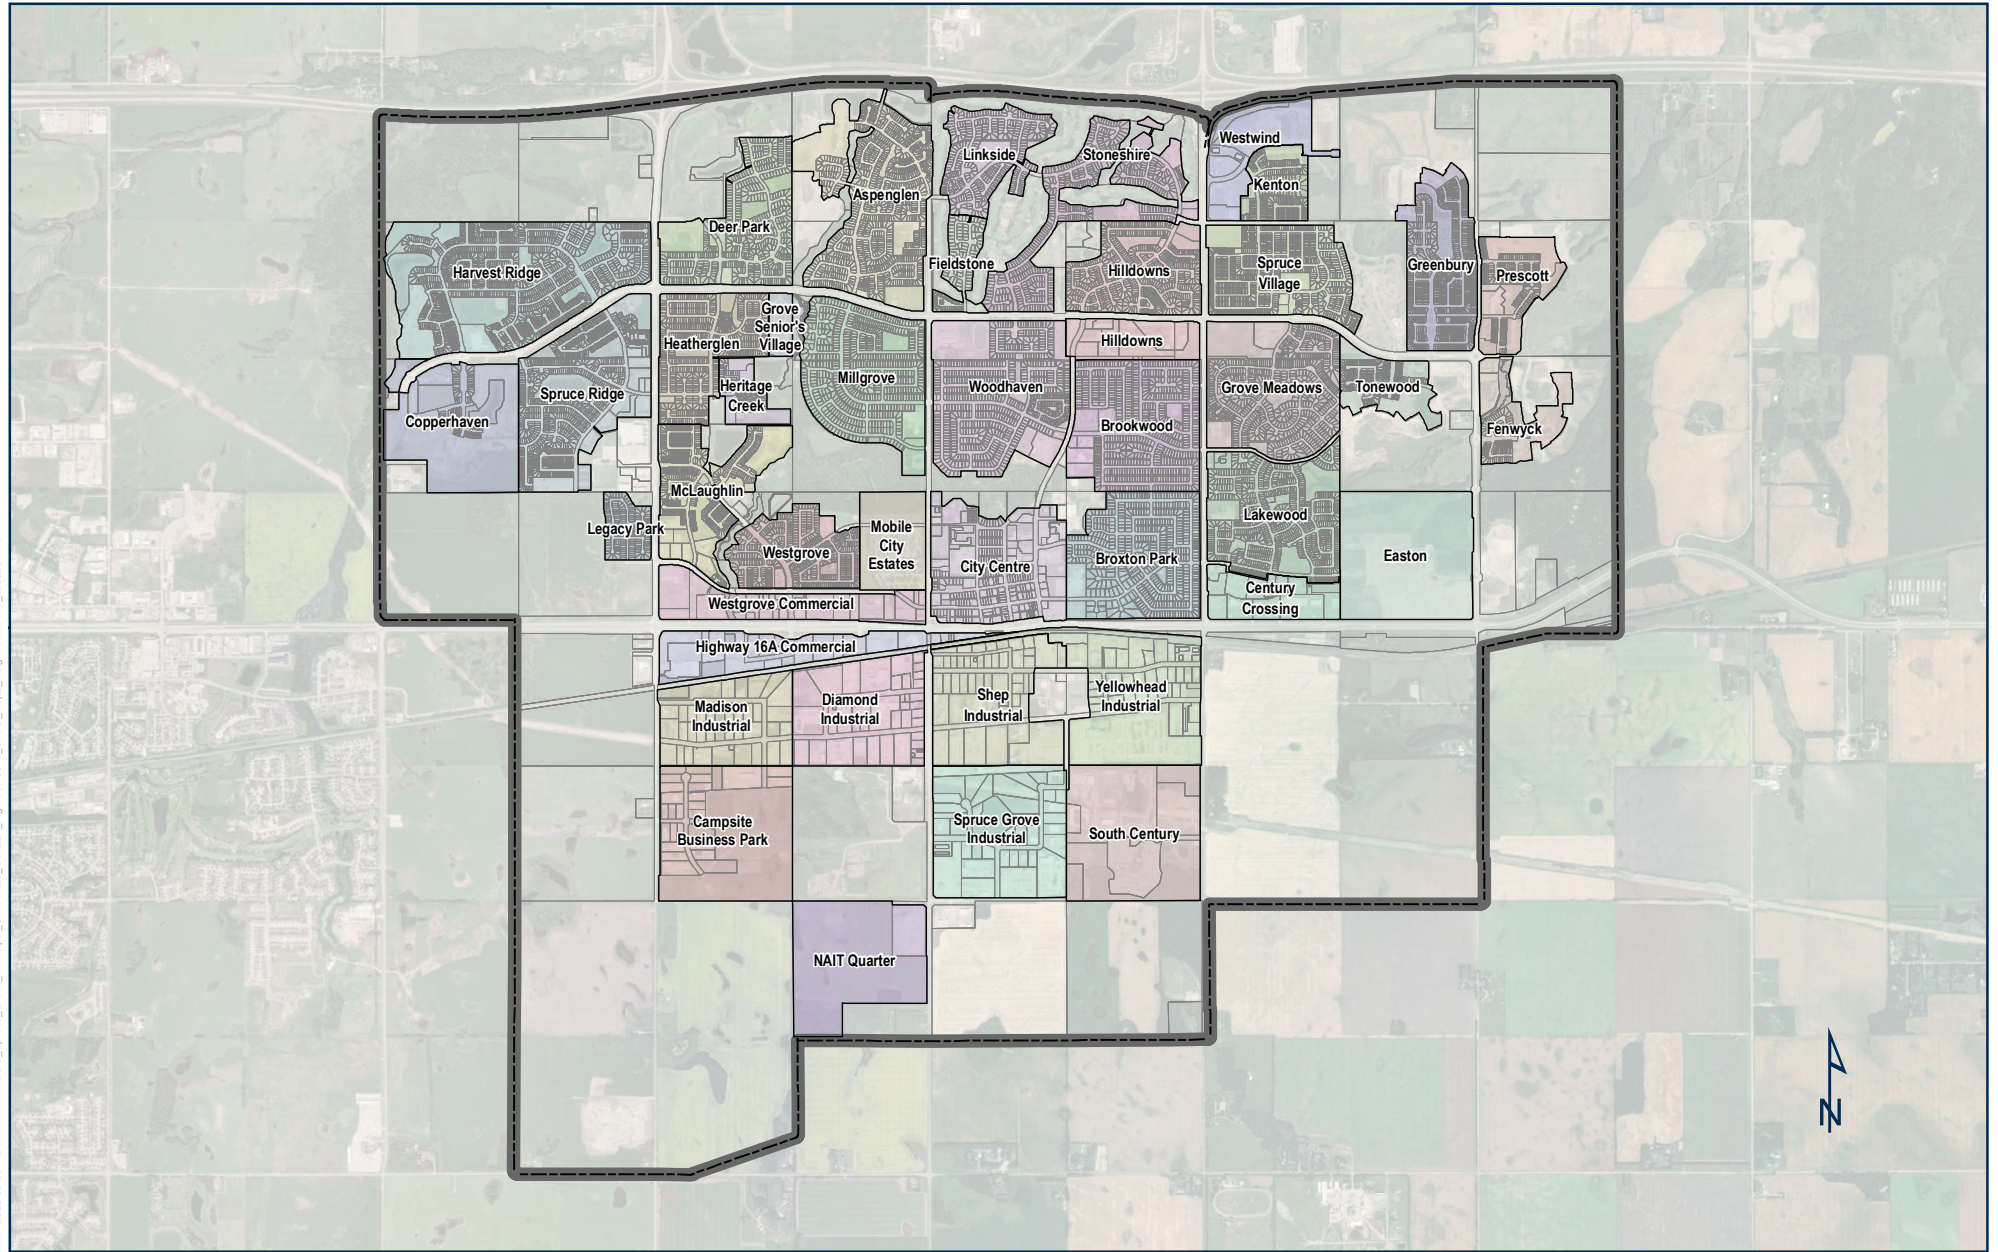 Westwind
Linkside
Stoneshire
Kenton
Aspenglen
Deer Park
Harvest Ridge
Fieldstone
Hilldowns
Spruce
Village
Greenbury
Prescott
Grove
Senior's
Village
Heatherglen
Hilldowns
Millgrove
Heritage
Creek
Woodhaven
Grove Meadows
Tonewood
Spruce Ridge
Copperhaven
Brookwood
Fenwyck
McLaughlin
Legacy Park
Lakewood
Mobile
City
Estates
Westgrove
City Centre
Broxton Park
Easton
Century
Crossing
Westgrove Commercial
Highway 16A Commercial
Madison
Industrial
Diamond
Industrial
Shep
Industrial
Yellowhead
Industrial
Campsite
Business Park
Spruce Grove
Industrial
South Century
NAIT Quarter
N